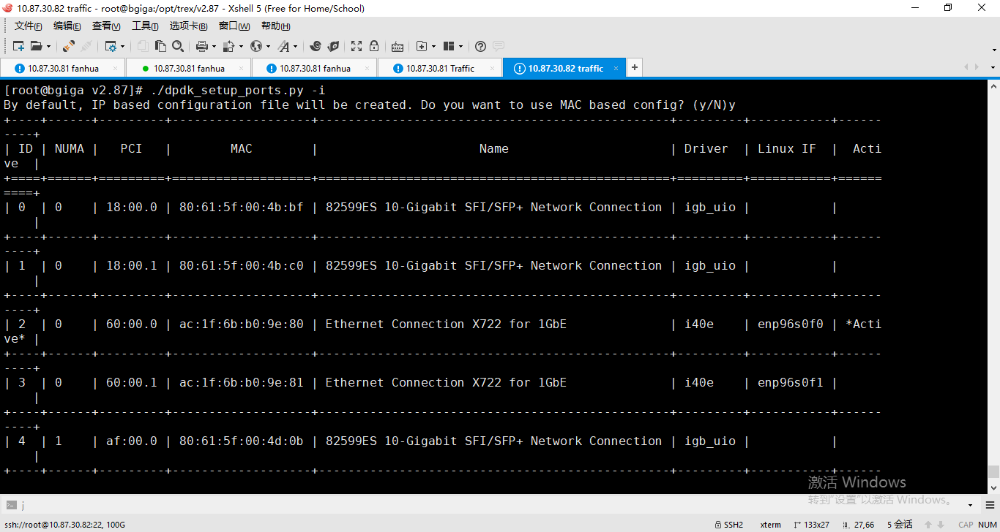 10.87.30.82 traffic - root@bgiga:/opt/trex/v2.87 - Xshell 5 (Free for Home/School)
文件(F) 编辑(E) 查看(V) 工具(T) 选项卡(B) 窗口(W) 帮助(H)
10.87.30.81 fanhua × 10.87.30.81 fanhua × 10.87.30.81 fanhua × 10.87.30.81 Traffic × 10.87.30.82 traffic × +
[root@bgiga v2.87]# ./dpdk_setup_ports.py -i
By default, IP based configuration file will be created. Do you want to use MAC based config? (y/N)y
+----+------+---------+-------------------+------------------------------------------------+---------+-----------+------
----+
| ID | NUMA |   PCI   |        MAC        |                      Name                      | Driver  | Linux IF  |  Acti
ve  |
+====+======+=========+===================+================================================+=========+===========+======
====+
| 0  | 0    | 18:00.0 | 80:61:5f:00:4b:bf | 82599ES 10-Gigabit SFI/SFP+ Network Connection | igb_uio |           |
    |
+----+------+---------+-------------------+------------------------------------------------+---------+-----------+------
----+
| 1  | 0    | 18:00.1 | 80:61:5f:00:4b:c0 | 82599ES 10-Gigabit SFI/SFP+ Network Connection | igb_uio |           |
    |
+----+------+---------+-------------------+------------------------------------------------+---------+-----------+------
----+
| 2  | 0    | 60:00.0 | ac:1f:6b:b0:9e:80 | Ethernet Connection X722 for 1GbE              | i40e    | enp96s0f0 | *Acti
ve* |
+----+------+---------+-------------------+------------------------------------------------+---------+-----------+------
----+
| 3  | 0    | 60:00.1 | ac:1f:6b:b0:9e:81 | Ethernet Connection X722 for 1GbE              | i40e    | enp96s0f1 |
    |
+----+------+---------+-------------------+------------------------------------------------+---------+-----------+------
----+
| 4  | 1    | af:00.0 | 80:61:5f:00:4d:0b | 82599ES 10-Gigabit SFI/SFP+ Network Connection | igb_uio |           |
    |
+----+------+---------+-------------------+------------------------------------------------+---------+-----------+------
激活 Windows
转到"设置"以激活 Windows。
j
ssh://root@10.87.30.82:22, 100G SSH2 xterm 133x27 27,66 5 会话 CAP NUM